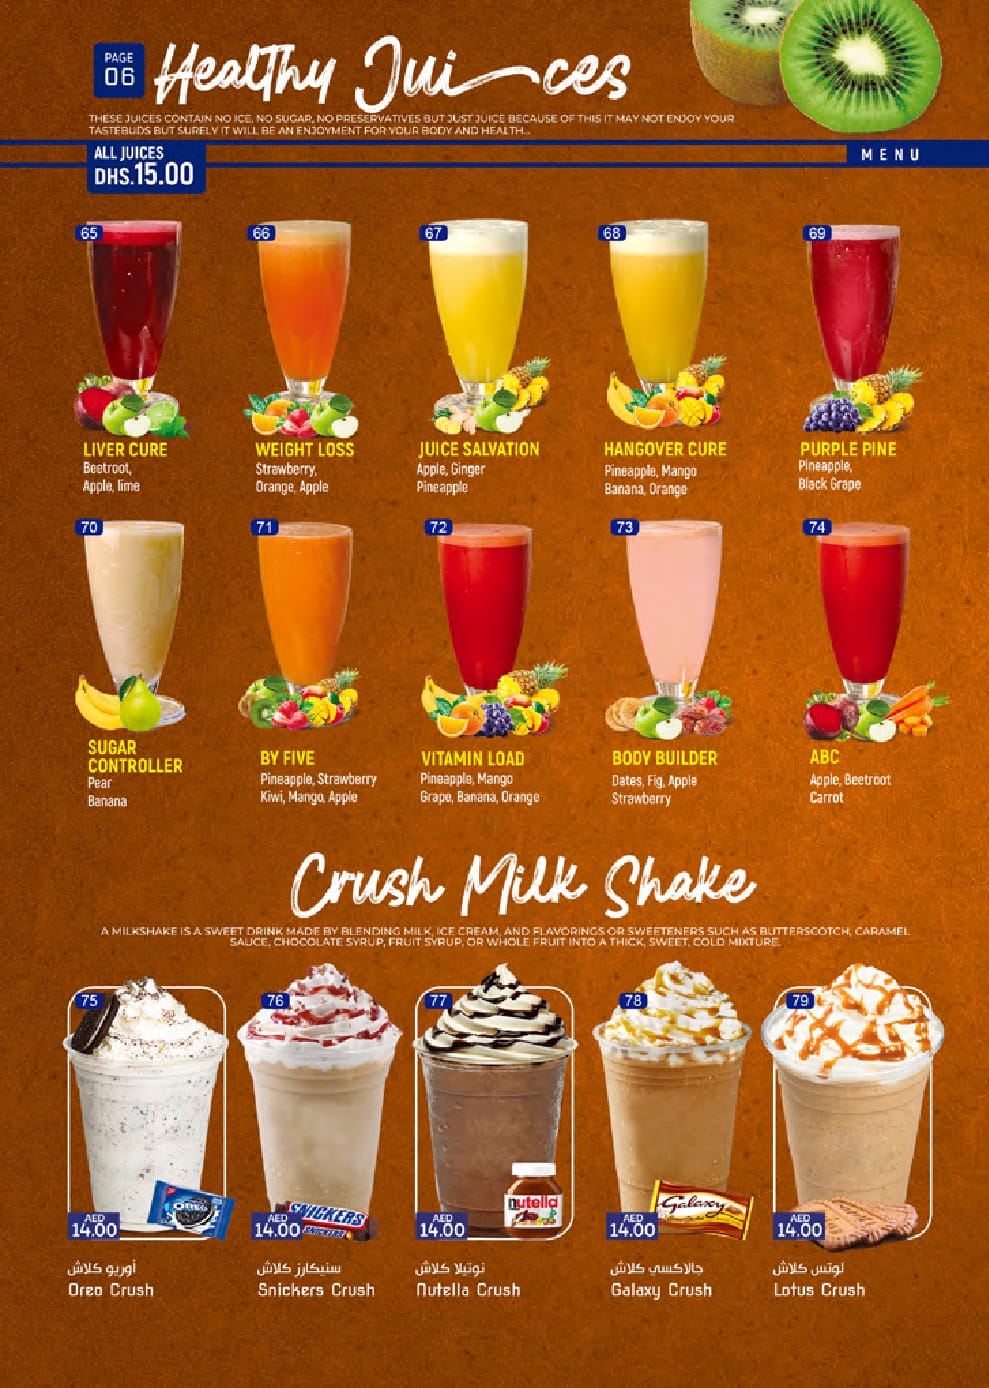 PAGE
06
Healthy Juices
THESE JUICES CONTAIN NO ICE, NO SUGAR, NO PRESERVATIVES BUT JUST JUICE BECAUSE OF THIS IT MAY NOT ENJOY YOUR
TASTEBUDS BUT SURELY IT WILL BE AN ENJOYMENT FOR YOUR BODY AND HEALTH...
ALL JUICES
DHS.15.00
MENU
65
66
67
68
69
LIVER CURE
Beetroot,
Apple, lime
WEIGHT LOSS
Strawberry,
Orange, Apple
JUICE SALVATION
Apple, Ginger
Pineapple
HANGOVER CURE
Pineapple, Mango
Banana, Orange
PURPLE PINE
Pineapple,
Black Grape
70
71
72
73
74
SUGAR
CONTROLLER
Pear
Banana
BY FIVE
Pineapple, Strawberry
Kiwi, Mango, Apple
VITAMIN LOAD
Pineapple, Mango
Grape, Banana, Orange
BODY BUILDER
Dates, Fig, Apple
Strawberry
ABC
Apple, Beetroot
Carrot
Crush Milk Shake
A MILKSHAKE IS A SWEET DRINK MADE BY BLENDING MILK, ICE CREAM, AND FLAVORINGS OR SWEETENERS SUCH AS BUTTERSCOTCH, CARAMEL
SAUCE, CHOCOLATE SYRUP, FRUIT SYRUP, OR WHOLE FRUIT INTO A THICK, SWEET, COLD MIXTURE.
75
76
77
78
79
OREO
SNICKERS
SNICKERS
nutella
Galaxy
AED
14.00
AED
14.00
AED
14.00
AED
14.00
AED
14.00
أوريو كلاش
Oreo Crush
سنيكارز كلاش
Snickers Crush
نوتيلا كلاش
Nutella Crush
جالاكسي كلاش
Galaxy Crush
لوتس كلاش
Lotus Crush